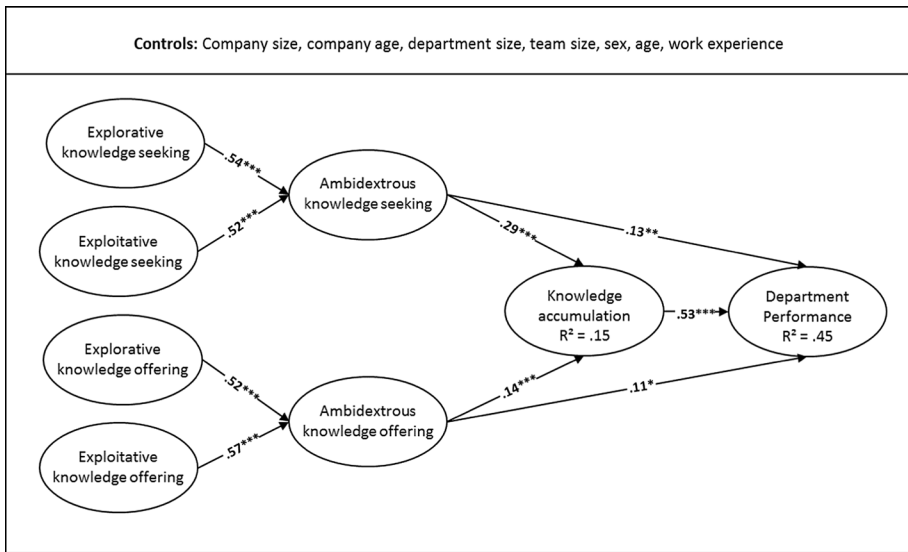 Controls: Company size, company age, department size, team size, sex, age, work experience
Explorative
knowledge seeking
.54***
Exploitative
knowledge seeking
.52***
Ambidextrous
knowledge seeking
.29***
.13**
Knowledge
accumulation
R² = .15
.53***
Department
Performance
R² = .45
Explorative
knowledge offering
.52***
Exploitative
knowledge offering
.57***
Ambidextrous
knowledge offering
.14***
.11*